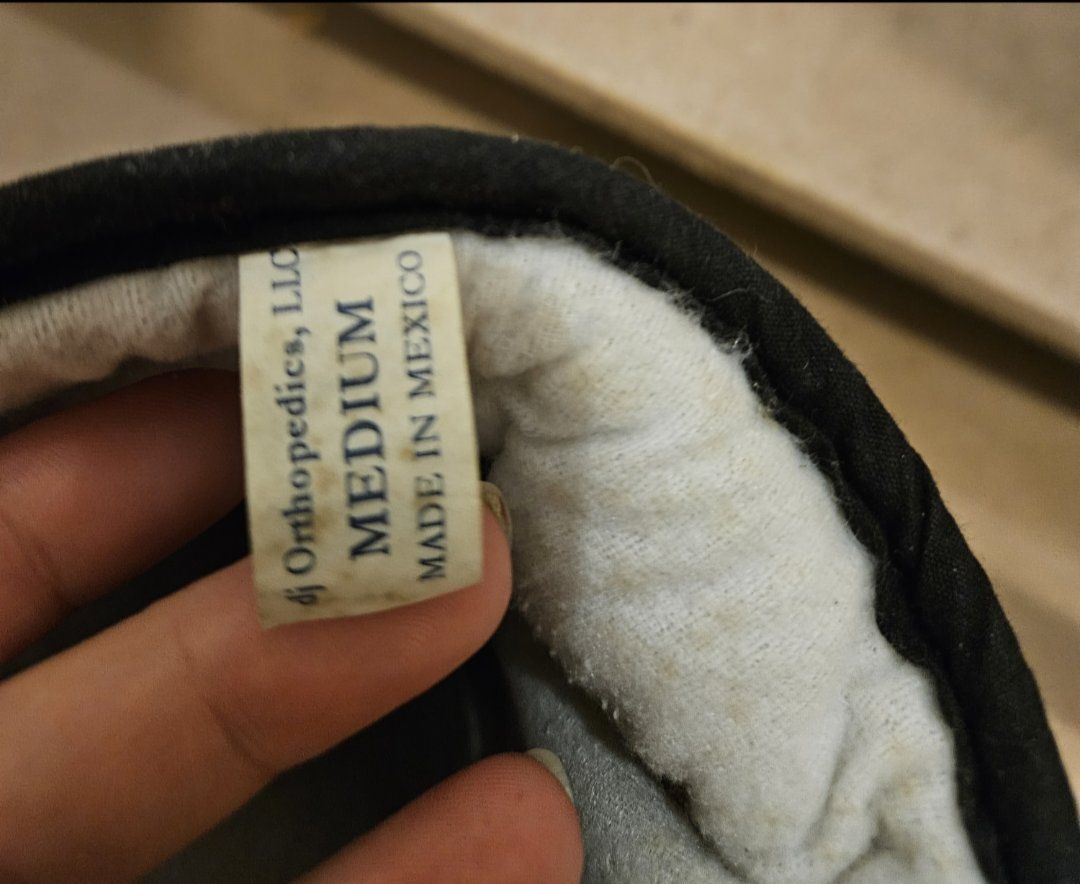 dj Orthopedics, LLC
MEDIUM
MADE IN MEXICO